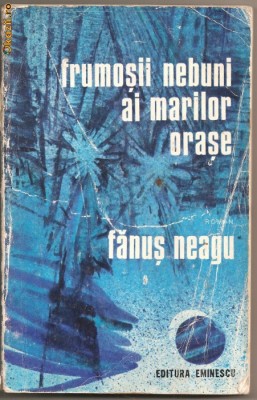 frumoşii nebuni
ai marilor
oraşe
ROMAN
fănuş neagu
EDITURA EMINESCU